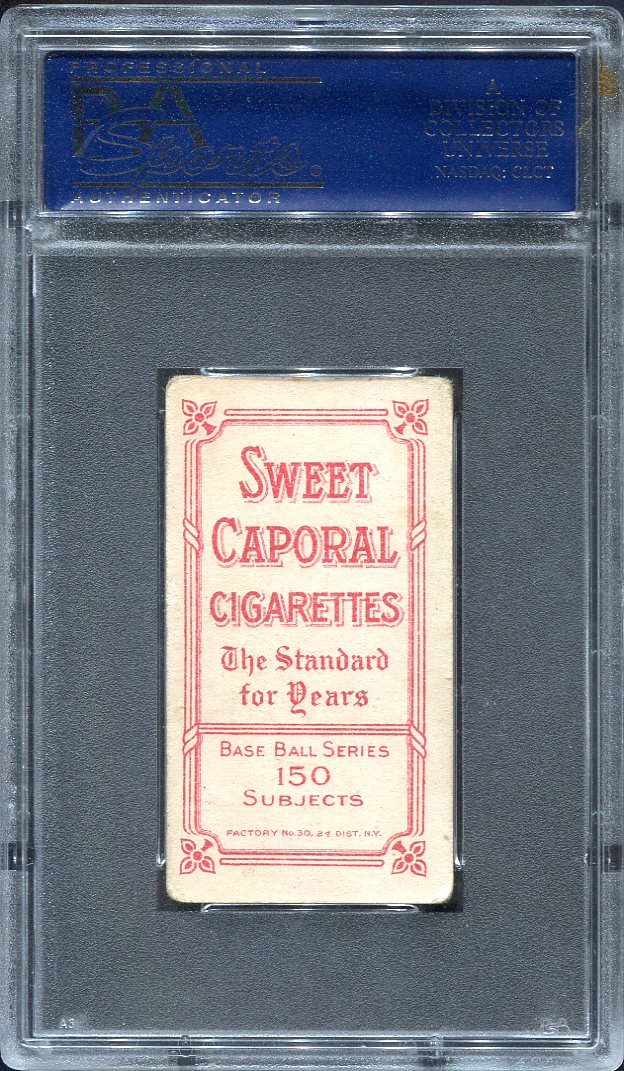 PROFESSIONAL
PSA
Sports
AUTHENTICATOR
A
DIVISION OF
COLLECTORS
UNIVERSE
NASDAQ: CLCT
SWEET
CAPORAL
CIGARETTES
The Standard
for Years
BASE BALL SERIES
150
SUBJECTS
FACTORY No. 30, 2d DIST. N.Y.
PSA